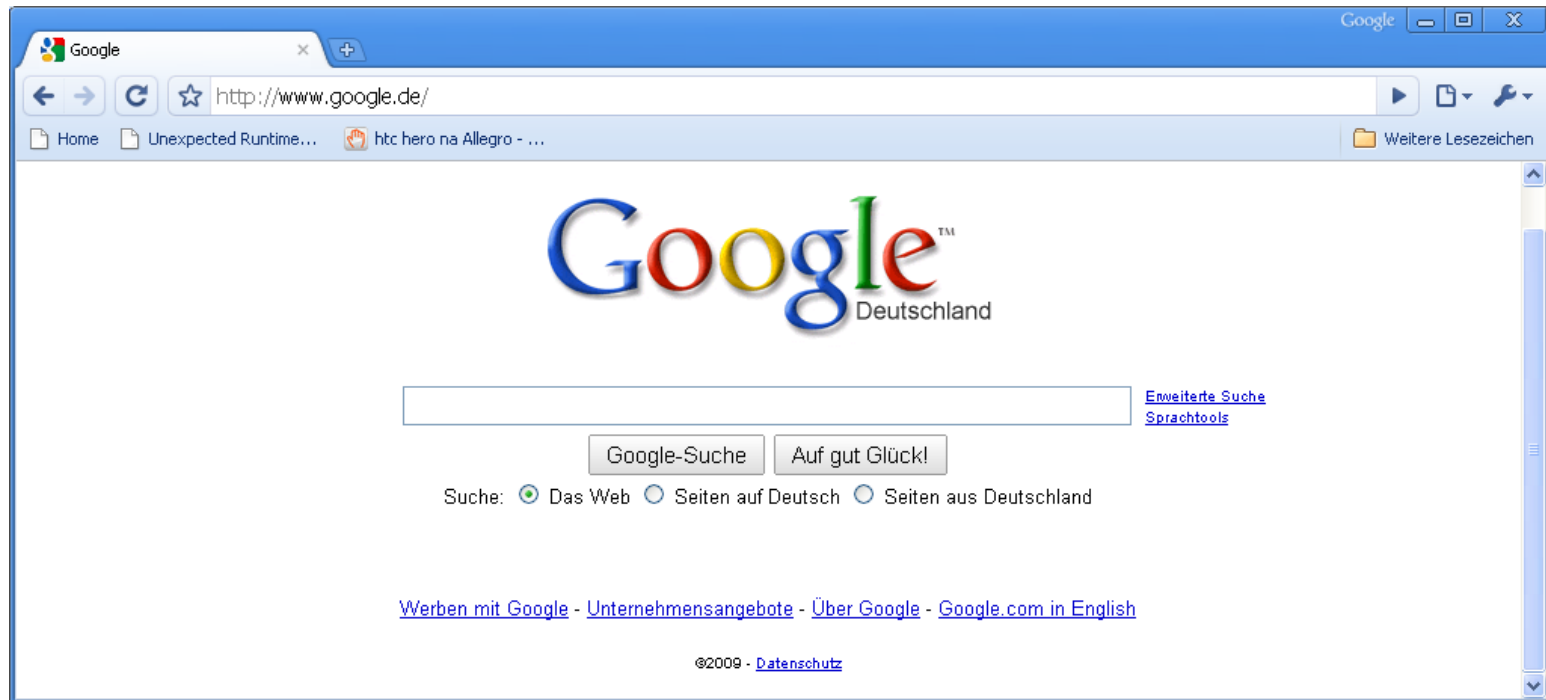 Google
Google
http://www.google.de/
Home Unexpected Runtime... htc hero na Allegro - ... Weitere Lesezeichen
Google™
Deutschland
Erweiterte Suche
Sprachtools
Google-Suche Auf gut Glück!
Suche: Das Web Seiten auf Deutsch Seiten aus Deutschland
Werben mit Google - Unternehmensangebote - Über Google - Google.com in English
©2009 - Datenschutz